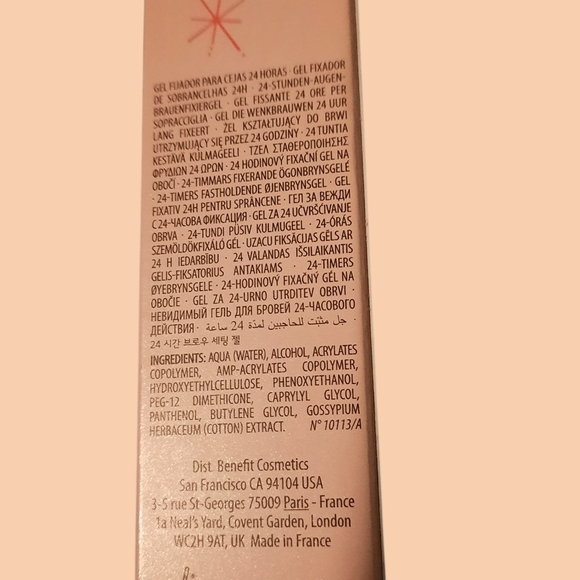 GEL FIJADOR PARA CEJAS 24 HORAS · GEL FIXADOR
DE SOBRANCELHAS 24H · 24-STUNDEN-AUGEN-
BRAUENFIXIERGEL · GEL FISSANTE 24 ORE PER
SOPRACCIGLIA · GEL DIE WENKBRAUWEN 24 UUR
LANG FIXEERT · ŻEL KSZTAŁTUJĄCY DO BRWI
UTRZYMUJĄCY SIĘ PRZEZ 24 GODZINY · 24 TUNTIA
KESTÄVÄ KULMAGEELI · ΤΖΕΛ ΣΤΑΘΕΡΟΠΟΙΗΣΗΣ
ΦΡΥΔΙΩΝ 24 ΩΡΩΝ · 24 HODINOVÝ FIXAČNÍ GEL NA
OBOČÍ · 24-TIMMARS FIXERANDE ÖGONBRYNSGELÉ
· 24-TIMERS FASTHOLDENDE ØJENBRYNSGEL · GEL
FIXATIV 24H PENTRU SPRÂNCENE · ГЕЛ ЗА ВЕЖДИ
С 24-ЧАСОВА ФИКСАЦИЯ · GEL ZA 24 UČVRŠĆIVANJE
OBRVA · 24-TUNDI PÜSIV KULMUGEEL · 24-ÓRÁS
SZEMÖLDÖKFIXÁLÓ GÉL · UZACU FIKSĀCIJAS GĒLS AR
24 H IEDARBĪBU · 24 VALANDAS IŠSILAIKANTIS
GELIS-FIKSATORIUS ANTAKIAMS · 24-TIMERS
ØYEBRYNSGELE · 24-HODINOVÝ FIXAČNÝ GÉL NA
OBOČIE · GEL ZA 24-URNO UTRDITEV OBRVI ·
НЕВИДИМЫЙ ГЕЛЬ ДЛЯ БРОВЕЙ 24-ЧАСОВОГО
ДЕЙСТВИЯ · جل مثبّت للحاجبين لمدّة 24 ساعة ·
24 시간 브로우 세팅 젤
INGREDIENTS: AQUA (WATER), ALCOHOL, ACRYLATES
COPOLYMER, AMP-ACRYLATES COPOLYMER,
HYDROXYETHYLCELLULOSE, PHENOXYETHANOL,
PEG-12 DIMETHICONE, CAPRYLYL GLYCOL,
PANTHENOL, BUTYLENE GLYCOL, GOSSYPIUM
HERBACEUM (COTTON) EXTRACT. N° 10113/A
Dist. Benefit Cosmetics
San Francisco CA 94104 USA
3-5 rue St-Georges 75009 Paris - France
1a Neal's Yard, Covent Garden, London
WC2H 9AT, UK Made in France